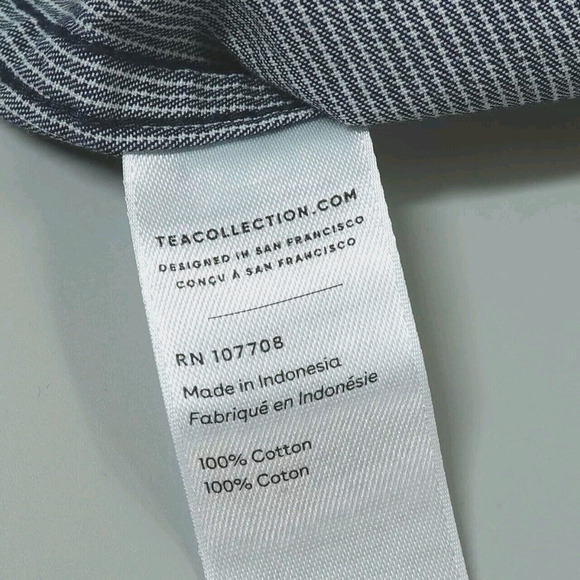 TEACOLLECTION.COM
DESIGNED IN SAN FRANCISCO
CONÇU À SAN FRANCISCO
RN 107708
Made in Indonesia
Fabriqué en Indonésie
100% Cotton
100% Coton